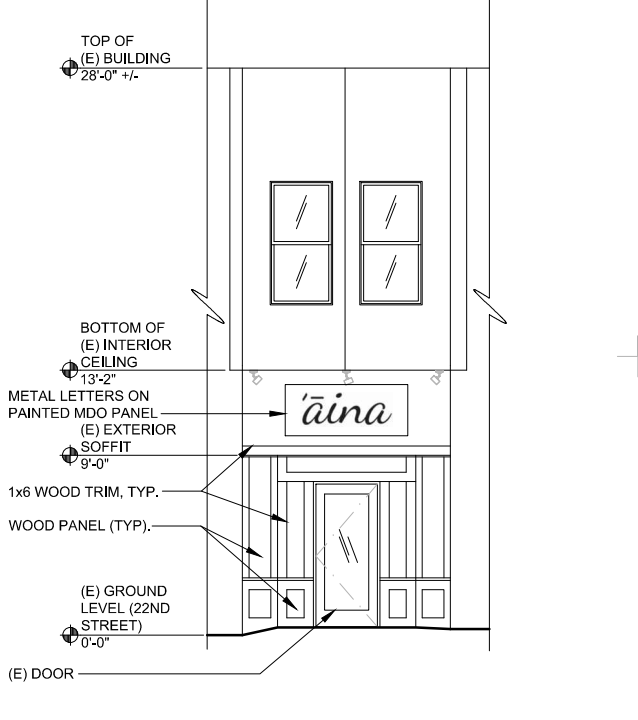 TOP OF
(E) BUILDING
28'-0" +/-
BOTTOM OF
(E) INTERIOR
CEILING
13'-2"
METAL LETTERS ON
PAINTED MDO PANEL
'āina
(E) EXTERIOR
SOFFIT
9'-0"
1x6 WOOD TRIM, TYP.
WOOD PANEL (TYP).
(E) GROUND
LEVEL (22ND
STREET)
0'-0"
(E) DOOR